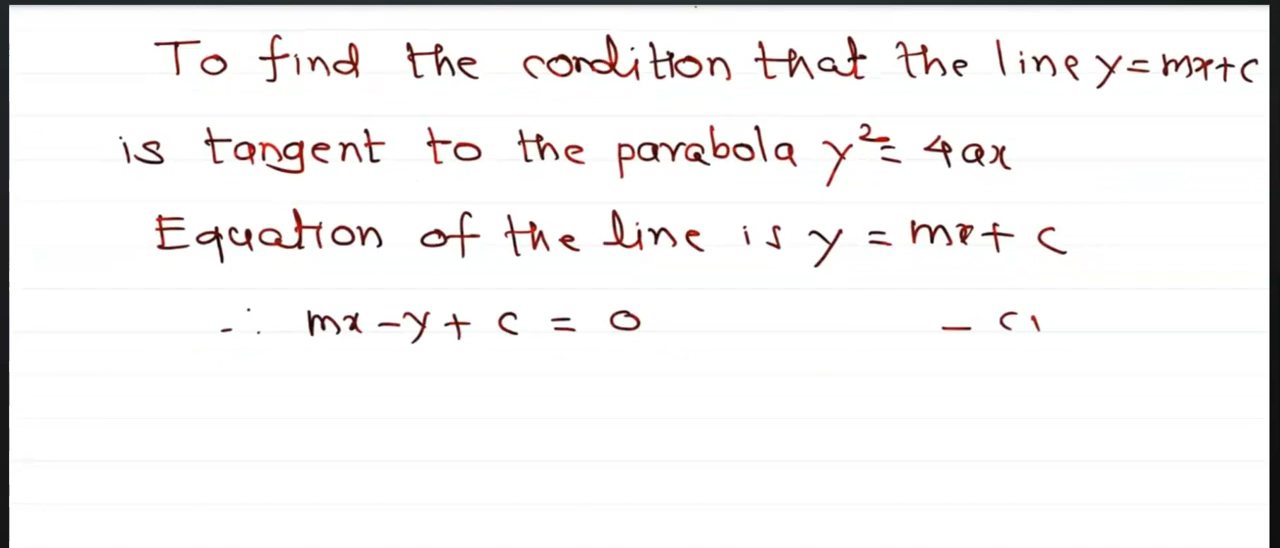 To find the condition that the line y=mx+c
is tangent to the parabola y²= 4ax
Equation of the line is y = mx + c
∴ mx - y + c = 0 - (1